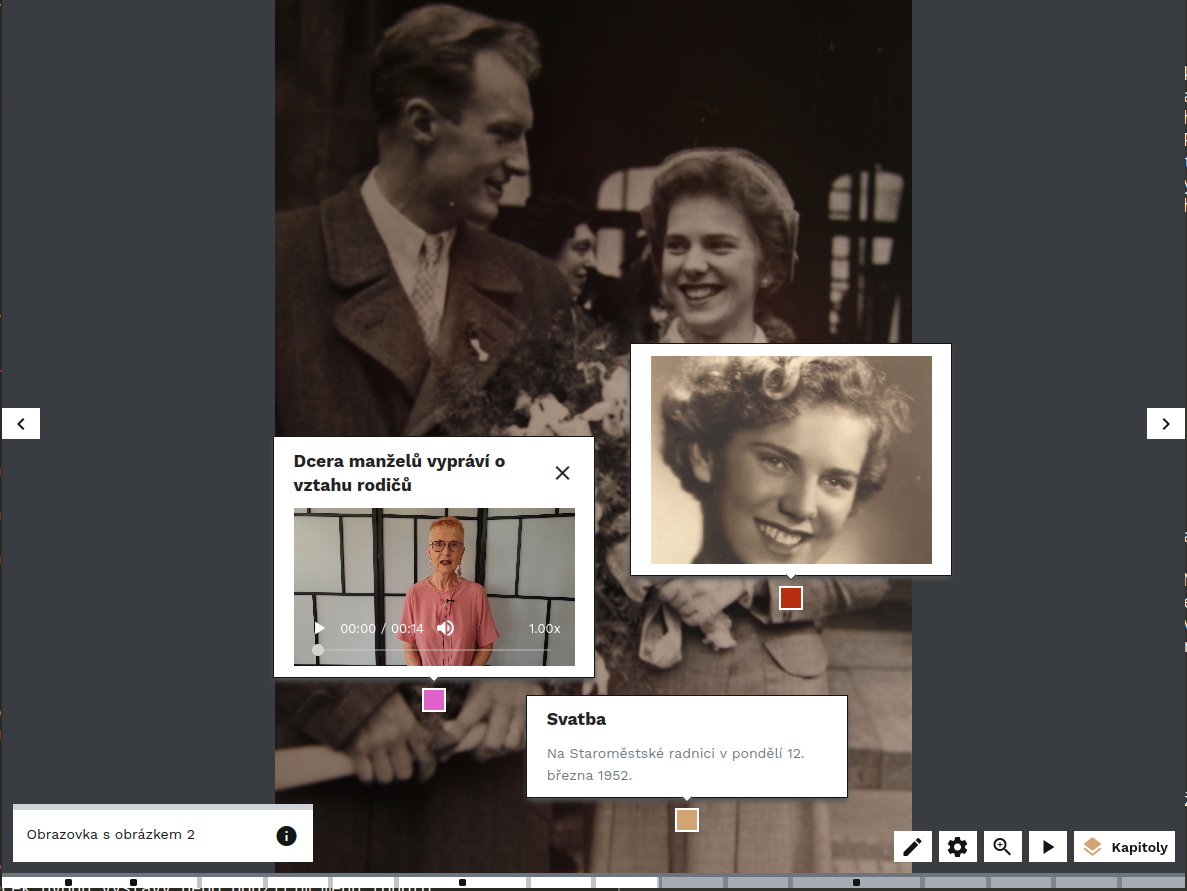 Dcera manželů vypráví o
vztahu rodičů
00:00 / 00:14
1.00x
Svatba
Na Staroměstské radnici v pondělí 12.
března 1952.
Obrazovka s obrázkem 2
Kapitoly